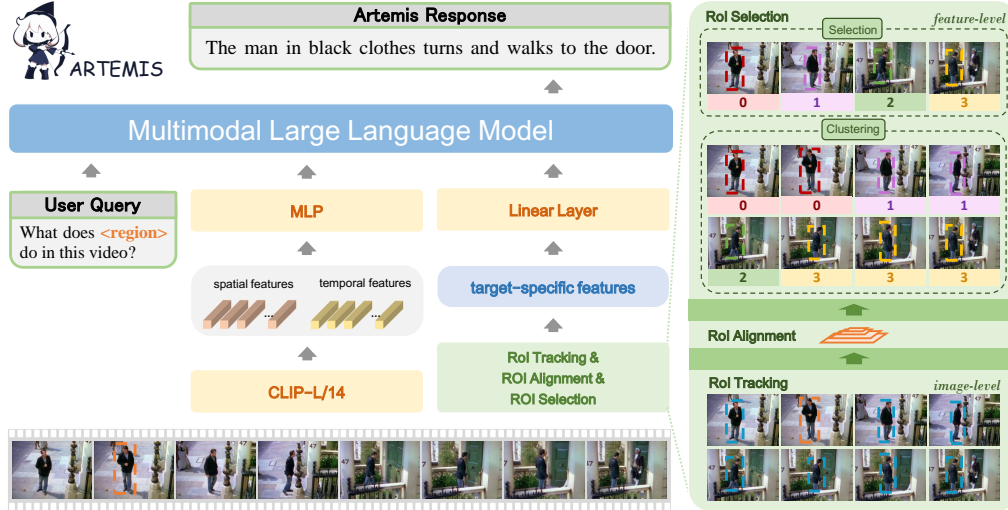 ARTEMIS
Artemis Response
The man in black clothes turns and walks to the door.
Multimodal Large Language Model
User Query
What does <region>
do in this video?
MLP
Linear Layer
spatial features
temporal features
...
...
target-specific features
CLIP-L/14
RoI Tracking &
ROI Alignment &
ROI Selection
RoI Selection
feature-level
Selection
0
1
2
3
Clustering
0
0
1
1
2
3
3
3
RoI Alignment
RoI Tracking
image-level